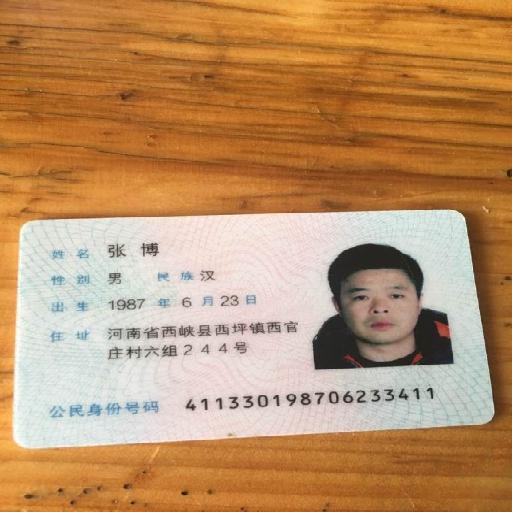 姓名 张博
性别 男 民族 汉
出生 1987 年 6 月 23 日
住址 河南省西峡县西坪镇西官
庄村六组244号
公民身份号码 411330198706233411